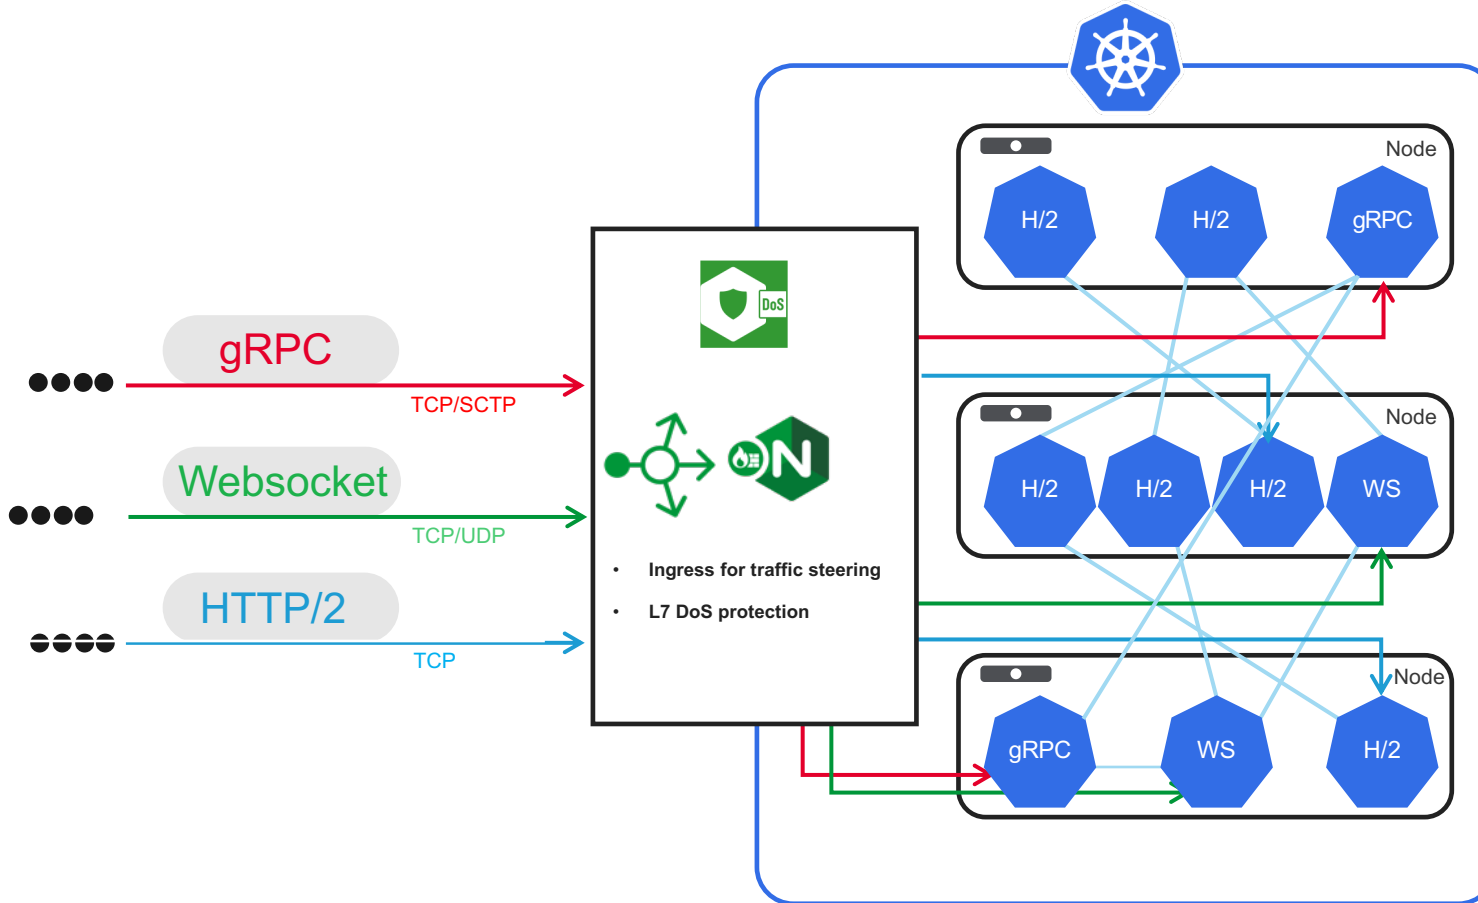 Node
H/2
H/2
gRPC
DoS
gRPC
TCP/SCTP
Websocket
TCP/UDP
HTTP/2
TCP
N
• Ingress for traffic steering
• L7 DoS protection
Node
H/2
H/2
H/2
WS
Node
gRPC
WS
H/2